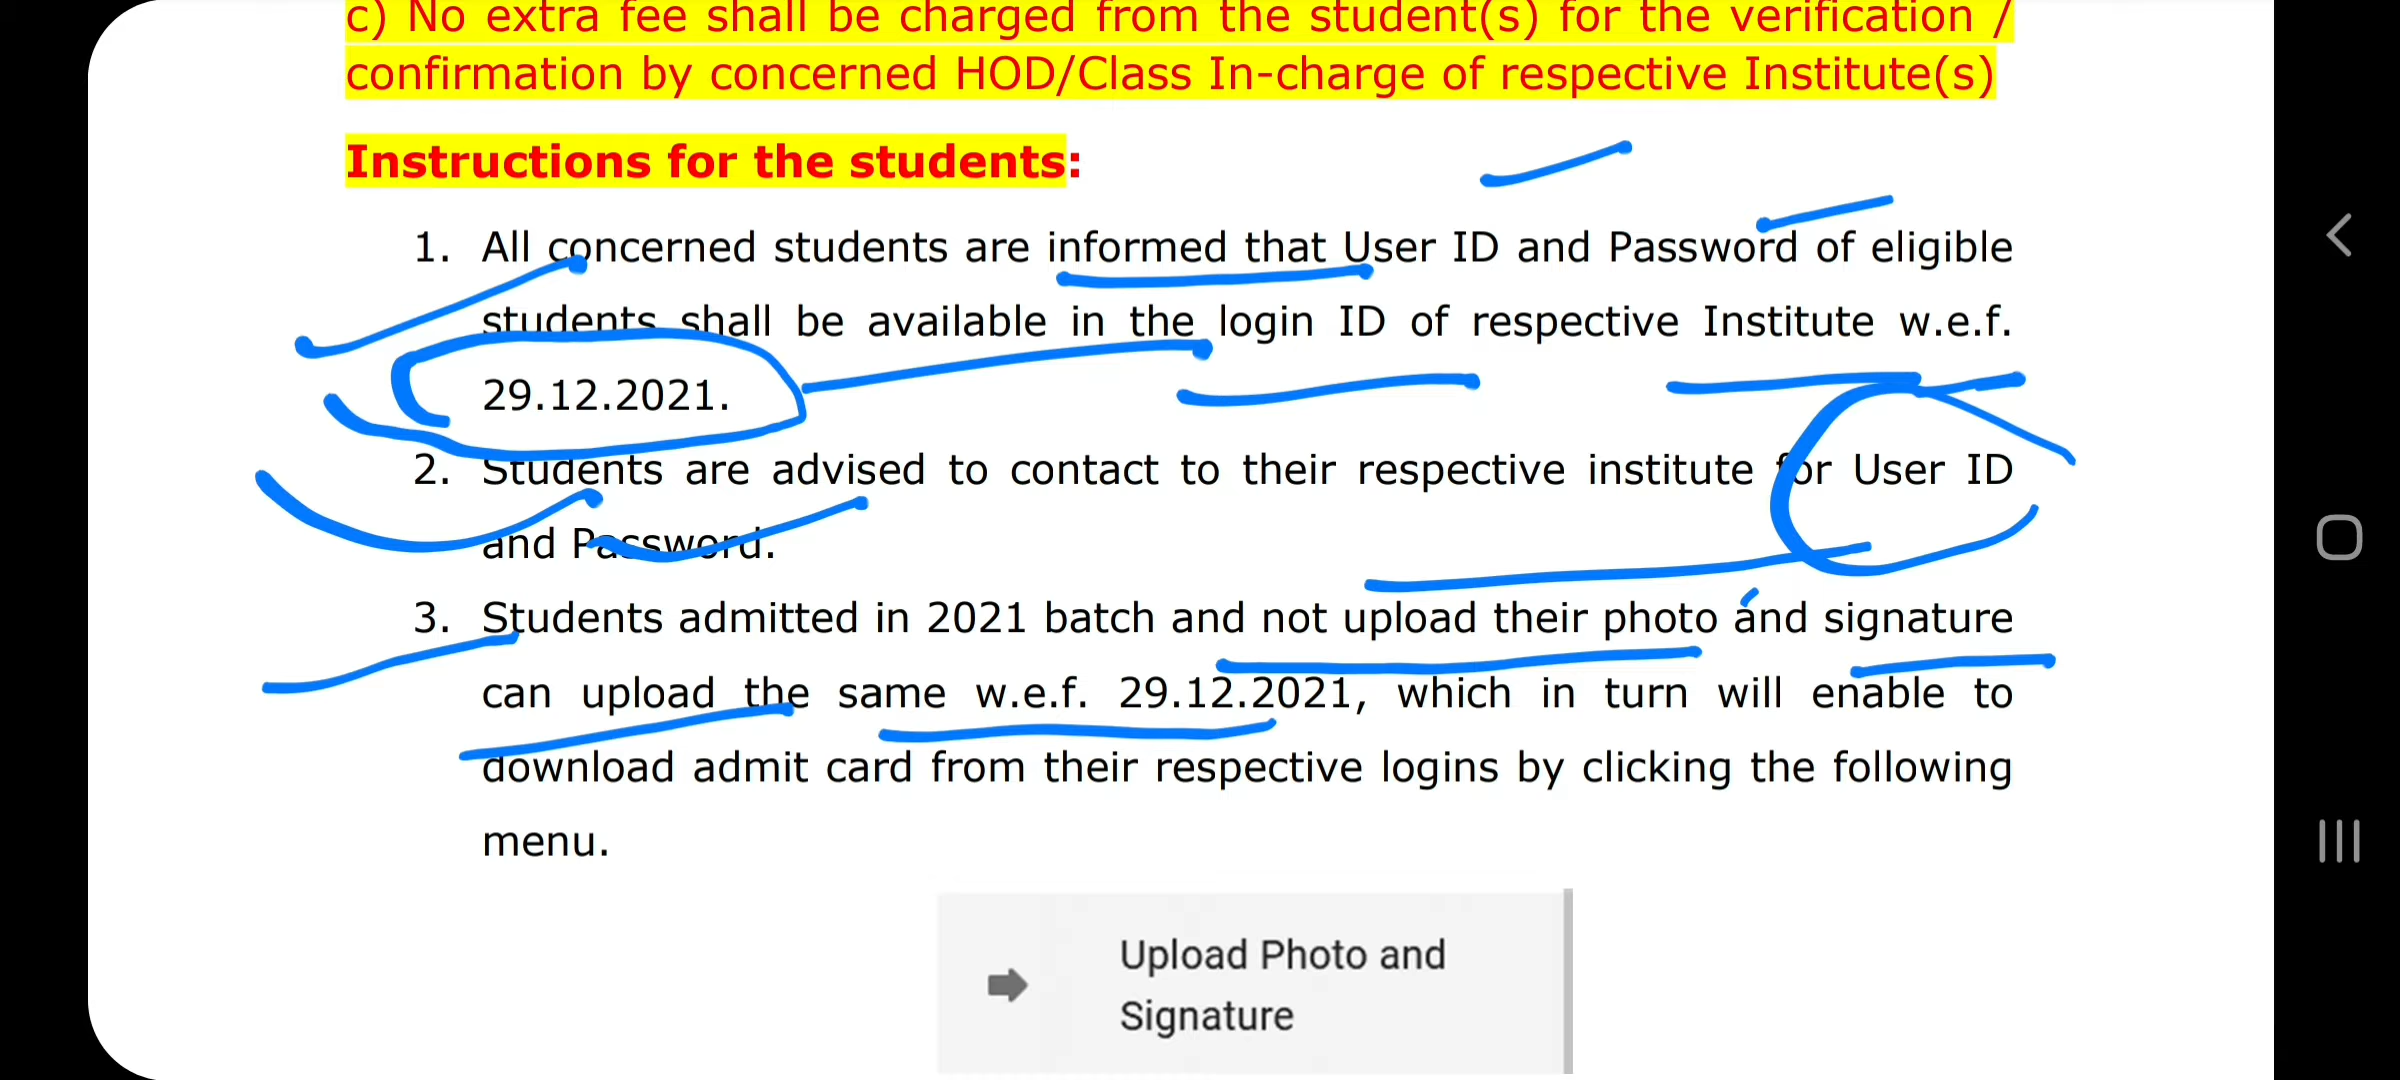 c) No extra fee shall be charged from the student(s) for the verification /
confirmation by concerned HOD/Class In-charge of respective Institute(s)
Instructions for the students:
1. All concerned students are informed that User ID and Password of eligible
students shall be available in the login ID of respective Institute w.e.f.
29.12.2021.
2. Students are advised to contact to their respective institute for User ID
and Password.
3. Students admitted in 2021 batch and not upload their photo and signature
can upload the same w.e.f. 29.12.2021, which in turn will enable to
download admit card from their respective logins by clicking the following
menu.
Upload Photo and
Signature